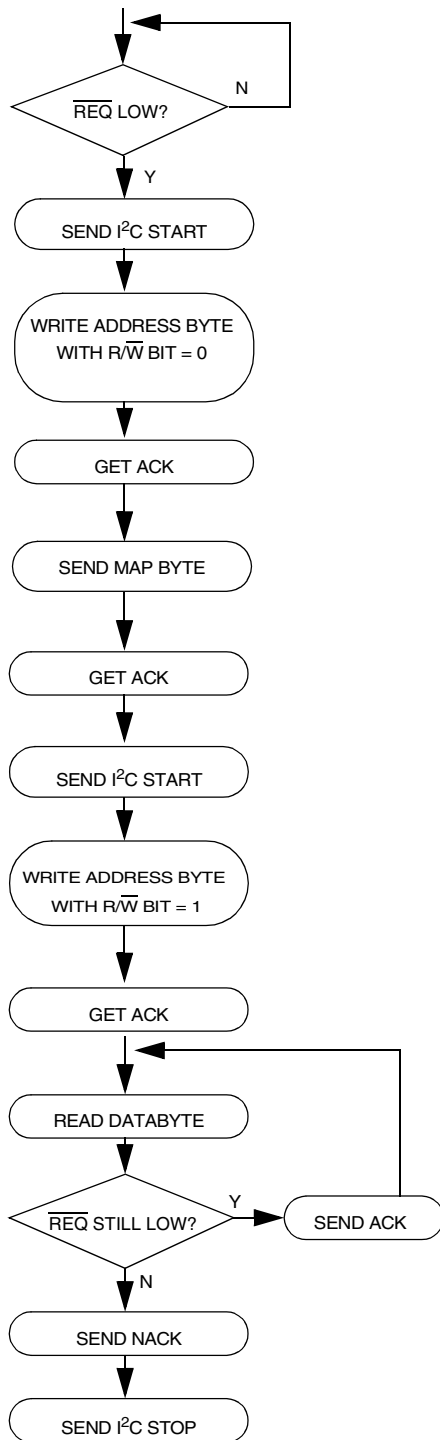 R̅E̅Q̅ LOW?
N
Y
SEND I²C START
WRITE ADDRESS BYTE
WITH R/W̅ BIT = 0
GET ACK
SEND MAP BYTE
GET ACK
SEND I²C START
WRITE ADDRESS BYTE
WITH R/W̅ BIT = 1
GET ACK
READ DATABYTE
R̅E̅Q̅ STILL LOW?
Y
SEND ACK
N
SEND NACK
SEND I²C STOP